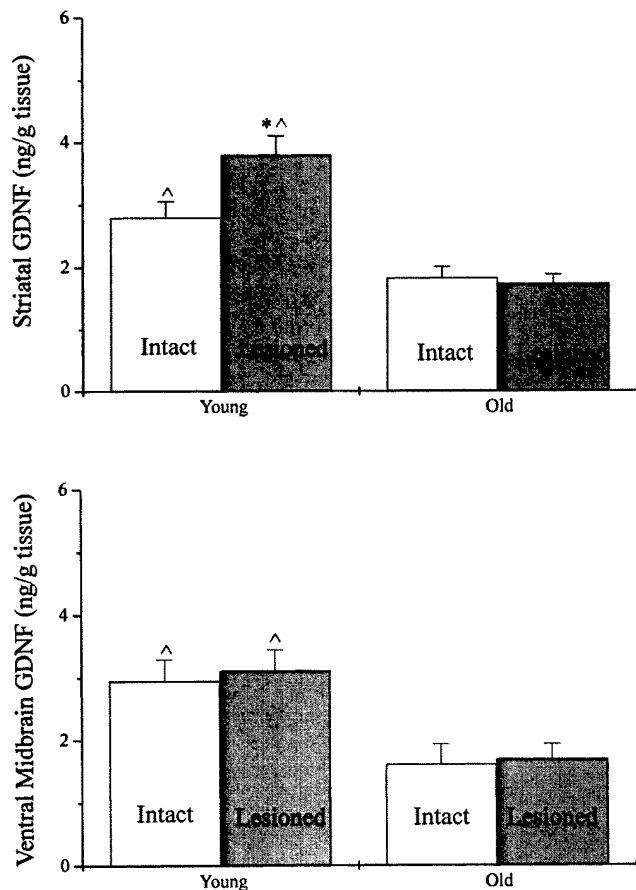 Striatal GDNF (ng/g tissue)
6
4
2
0
^
*^
Intact
Lesioned
Intact
Young
Old
Ventral Midbrain GDNF (ng/g tissue)
6
4
2
0
^
^
Intact
Lesioned
Intact
Lesioned
Young
Old